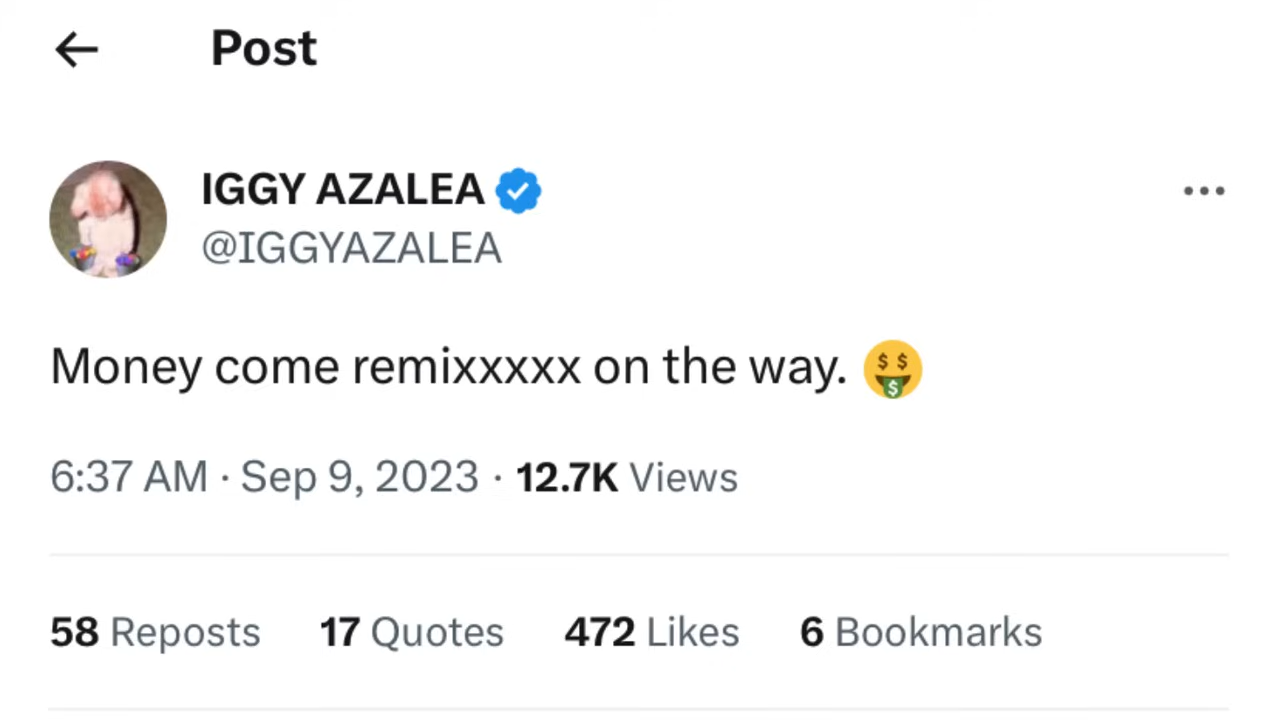 Post
IGGY AZALEA
@IGGYAZALEA
Money come remixxxxx on the way. 🤑
6:37 AM · Sep 9, 2023 · 12.7K Views
58 Reposts 17 Quotes 472 Likes 6 Bookmarks